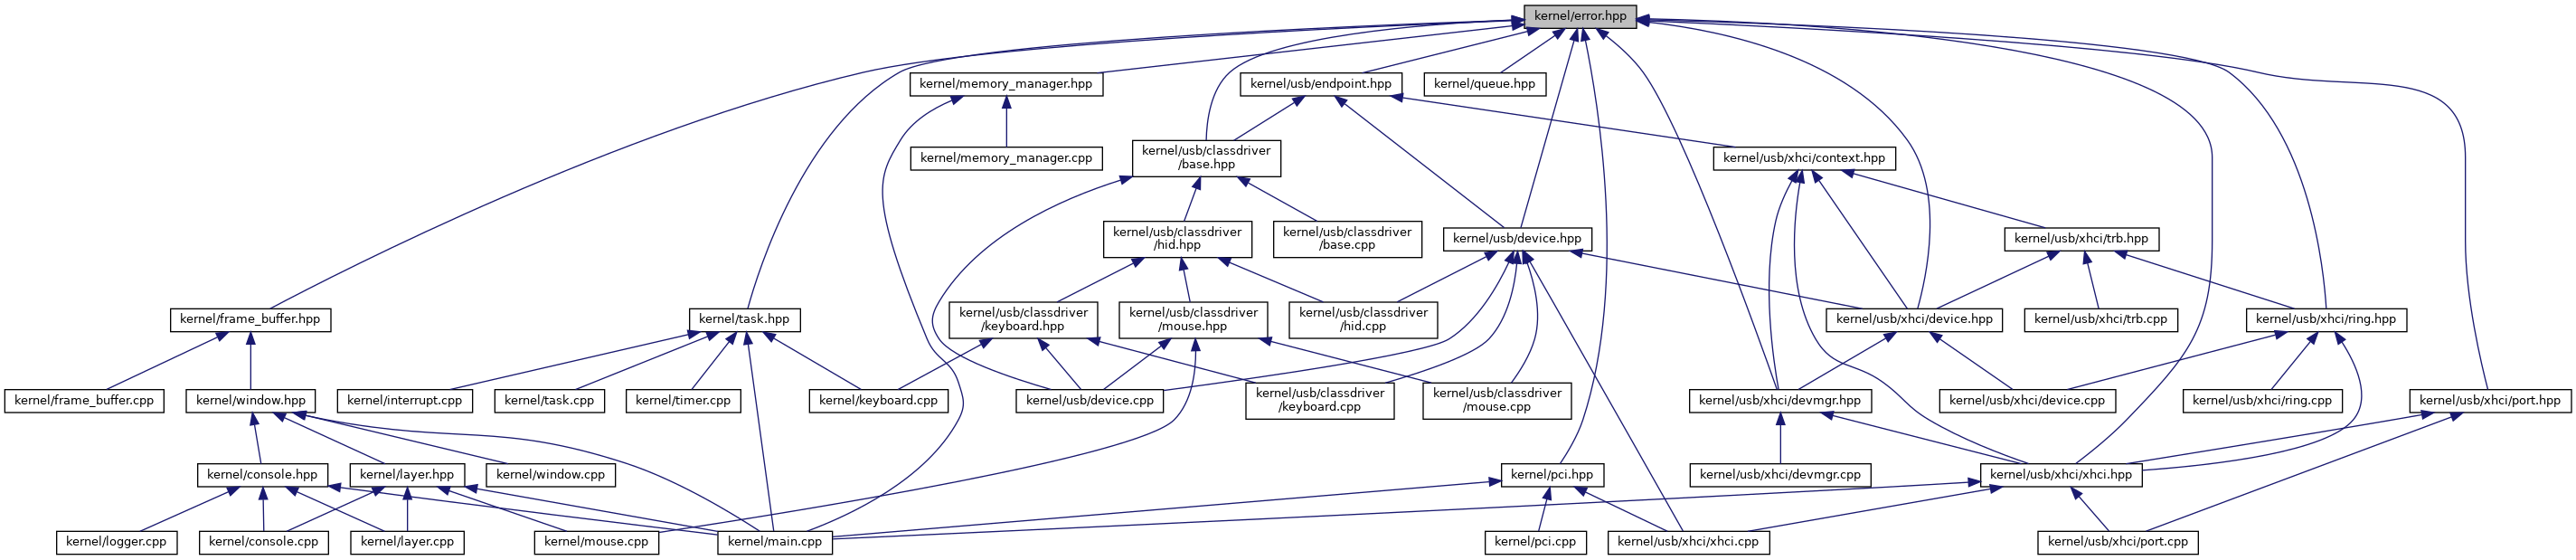 kernel/error.hpp
kernel/memory_manager.hpp
kernel/usb/endpoint.hpp
kernel/queue.hpp
kernel/memory_manager.cpp
kernel/usb/classdriver
/base.hpp
kernel/usb/xhci/context.hpp
kernel/usb/classdriver
/hid.hpp
kernel/usb/classdriver
/base.cpp
kernel/usb/device.hpp
kernel/usb/xhci/trb.hpp
kernel/frame_buffer.hpp
kernel/task.hpp
kernel/usb/classdriver
/keyboard.hpp
kernel/usb/classdriver
/mouse.hpp
kernel/usb/classdriver
/hid.cpp
kernel/usb/xhci/device.hpp
kernel/usb/xhci/trb.cpp
kernel/usb/xhci/ring.hpp
kernel/frame_buffer.cpp
kernel/window.hpp
kernel/interrupt.cpp
kernel/task.cpp
kernel/timer.cpp
kernel/keyboard.cpp
kernel/usb/device.cpp
kernel/usb/classdriver
/keyboard.cpp
kernel/usb/classdriver
/mouse.cpp
kernel/usb/xhci/devmgr.hpp
kernel/usb/xhci/device.cpp
kernel/usb/xhci/ring.cpp
kernel/usb/xhci/port.hpp
kernel/console.hpp
kernel/layer.hpp
kernel/window.cpp
kernel/pci.hpp
kernel/usb/xhci/devmgr.cpp
kernel/usb/xhci/xhci.hpp
kernel/logger.cpp
kernel/console.cpp
kernel/layer.cpp
kernel/mouse.cpp
kernel/main.cpp
kernel/pci.cpp
kernel/usb/xhci/xhci.cpp
kernel/usb/xhci/port.cpp